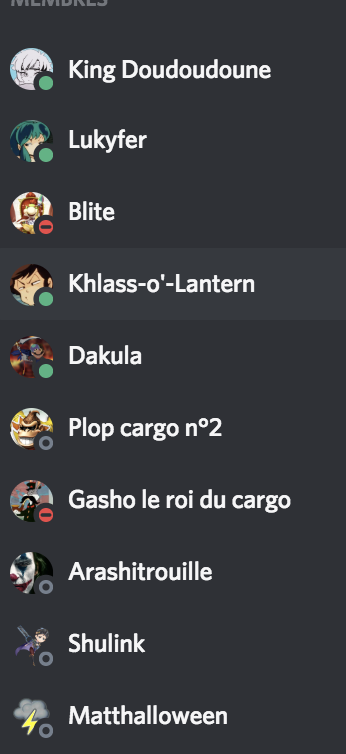 MEMBRES
King Doudoudoune
Lukyfer
Blite
Khlass-o'-Lantern
Dakula
Plop cargo n°2
Gasho le roi du cargo
Arashitrouille
Shulink
Matthalloween